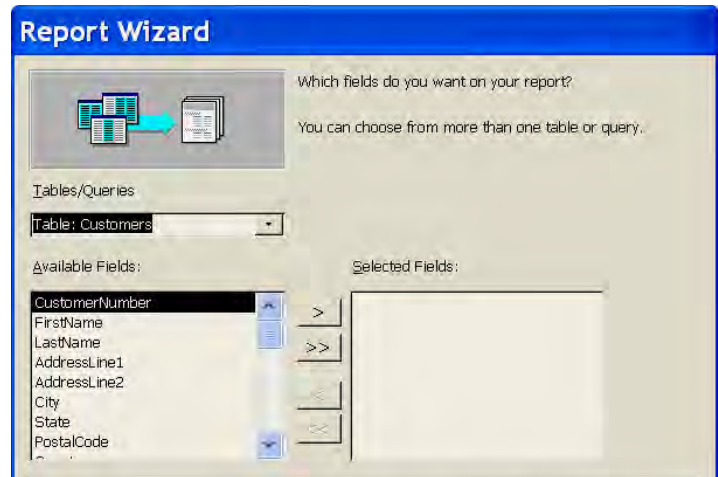 Report Wizard
Which fields do you want on your report?
You can choose from more than one table or query.
Tables/Queries
Table: Customers
Available Fields:
Selected Fields:
CustomerNumber
FirstName
LastName
AddressLine1
AddressLine2
City
State
PostalCode
>
>>
<
<<